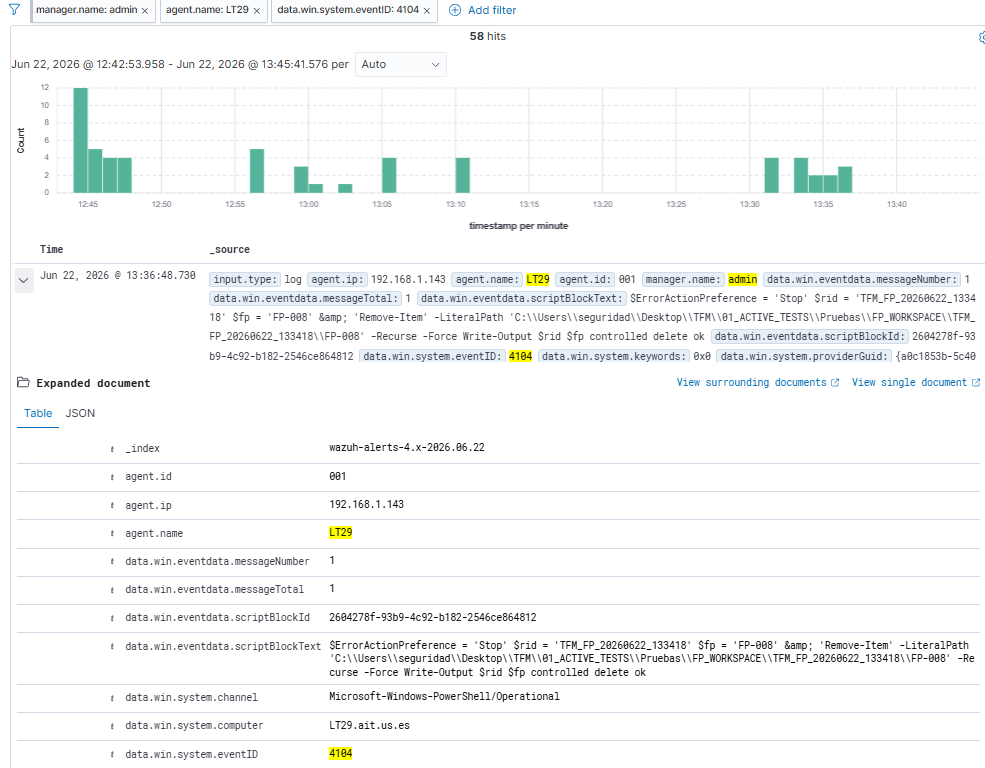 manager.name: admin × agent.name: LT29 × data.win.system.eventID: 4104 × Add filter
58 hits
Jun 22, 2026 @ 12:42:53.958 - Jun 22, 2026 @ 13:45:41.576 per Auto
12
10
8
6
4
2
0
Count
12:45 12:50 12:55 13:00 13:05 13:10 13:15 13:20 13:25 13:30 13:35 13:40
timestamp per minute
Time _source
Jun 22, 2026 @ 13:36:48.730 input.type: log agent.ip: 192.168.1.143 agent.name: LT29 agent.id: 001 manager.name: admin data.win.eventdata.messageNumber: 1
data.win.eventdata.messageTotal: 1 data.win.eventdata.scriptBlockText: $ErrorActionPreference = 'Stop' $rid = 'TFM_FP_20260622_1334
18' $fp = 'FP-008' &amp; 'Remove-Item' -LiteralPath 'C:\\Users\\seguridad\\Desktop\\TFM\\01_ACTIVE_TESTS\\Pruebas\\FP_WORKSPACE\\TFM_
FP_20260622_133418\\FP-008' -Recurse -Force Write-Output $rid $fp controlled delete ok data.win.eventdata.scriptBlockId: 2604278f-93
b9-4c92-b182-2546ce864812 data.win.system.eventID: 4104 data.win.system.keywords: 0x0 data.win.system.providerGuid: {a0c1853b-5c40
Expanded document View surrounding documents View single document
Table JSON
t _index wazuh-alerts-4.x-2026.06.22
t agent.id 001
t agent.ip 192.168.1.143
t agent.name LT29
t data.win.eventdata.messageNumber 1
t data.win.eventdata.messageTotal 1
t data.win.eventdata.scriptBlockId 2604278f-93b9-4c92-b182-2546ce864812
t data.win.eventdata.scriptBlockText $ErrorActionPreference = 'Stop' $rid = 'TFM_FP_20260622_133418' $fp = 'FP-008' &amp; 'Remove-Item' -LiteralPath
'C:\\Users\\seguridad\\Desktop\\TFM\\01_ACTIVE_TESTS\\Pruebas\\FP_WORKSPACE\\TFM_FP_20260622_133418\\FP-008' -Re
curse -Force Write-Output $rid $fp controlled delete ok
t data.win.system.channel Microsoft-Windows-PowerShell/Operational
t data.win.system.computer LT29.ait.us.es
t data.win.system.eventID 4104